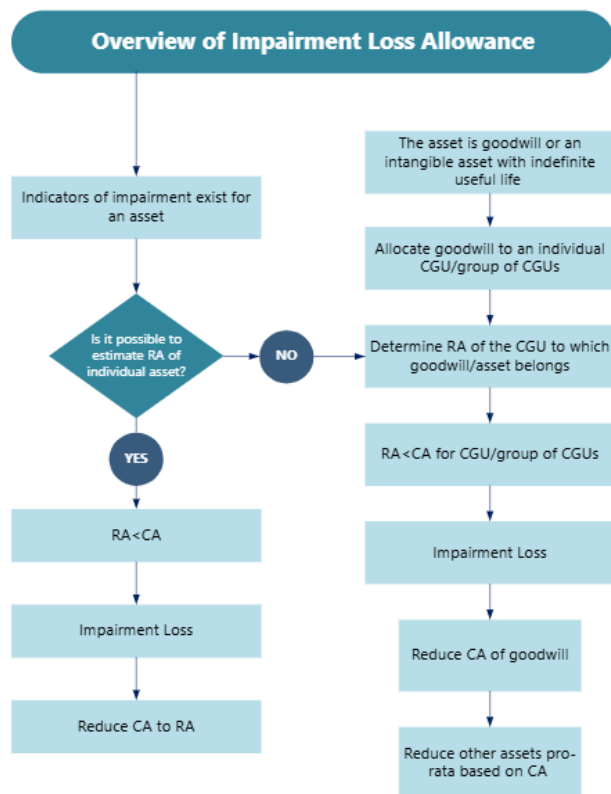 Overview of Impairment Loss Allowance
Indicators of impairment exist for
an asset
Is it possible to
estimate RA of
individual asset?
NO
YES
RA<CA
Impairment Loss
Reduce CA to RA
The asset is goodwill or an
intangible asset with indefinite
useful life
Allocate goodwill to an individual
CGU/group of CGUs
Determine RA of the CGU to which
goodwill/asset belongs
RA<CA for CGU/group of CGUs
Impairment Loss
Reduce CA of goodwill
Reduce other assets pro-
rata based on CA